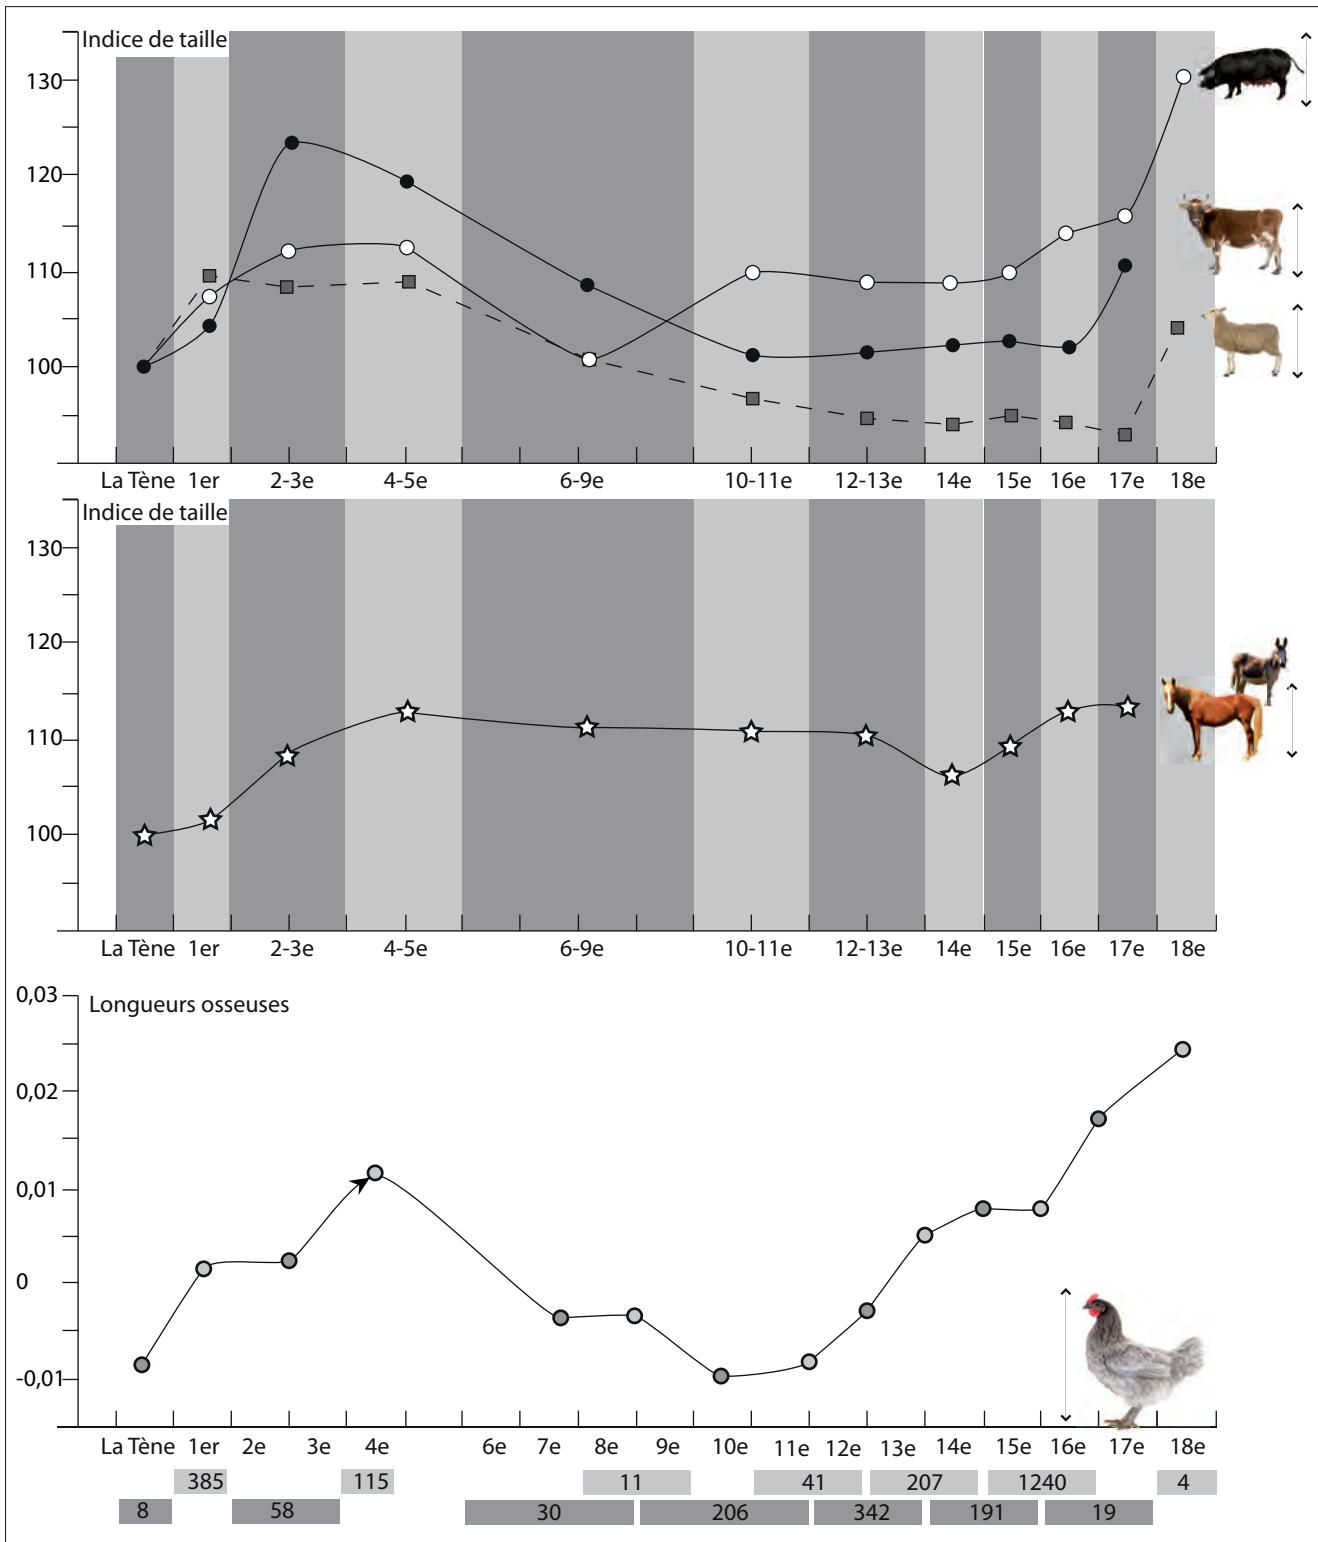 Indice de taille
130
120
110
100
La Tène 1er 2-3e 4-5e 6-9e 10-11e 12-13e 14e 15e 16e 17e 18e
Indice de taille
130
120
110
100
La Tène 1er 2-3e 4-5e 6-9e 10-11e 12-13e 14e 15e 16e 17e 18e
0,03
Longueurs osseuses
0,02
0,01
0
-0,01
La Tène 1er 2e 3e 4e 6e 7e 8e 9e 10e 11e 12e 13e 14e 15e 16e 17e 18e
385 115 11 41 207 1240 4
8 58 30 206 342 191 19